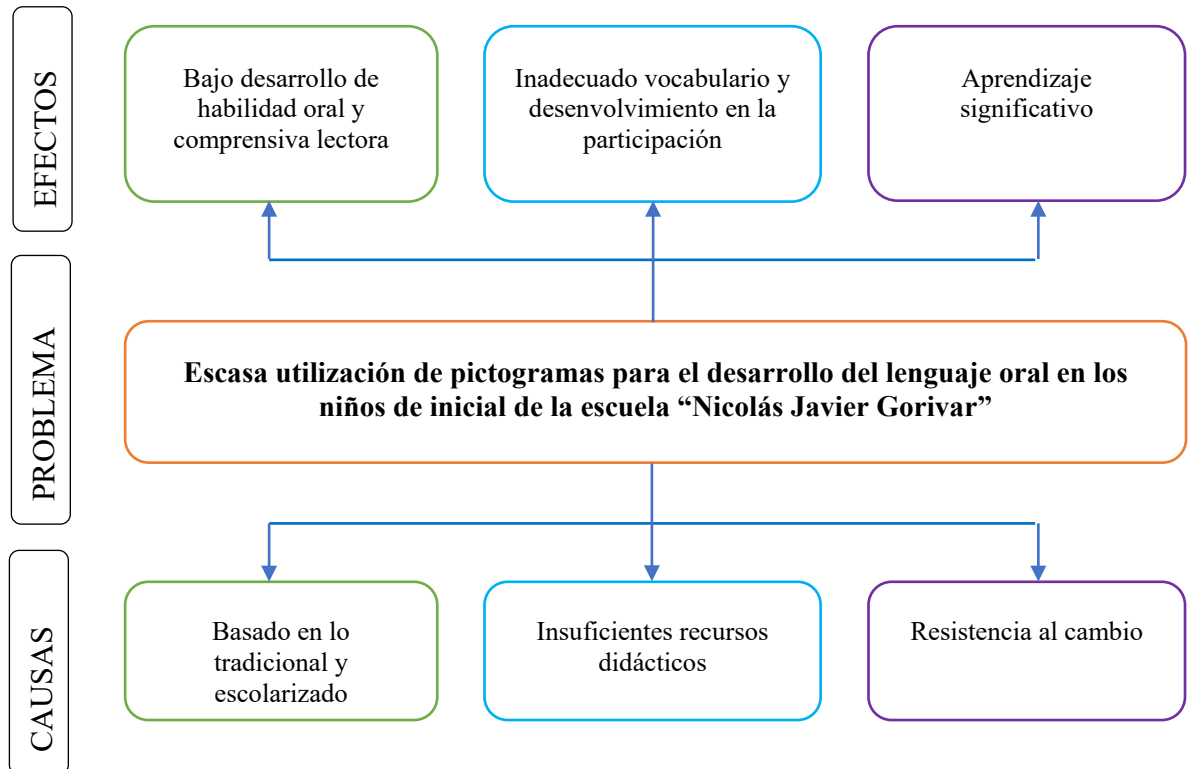 EFECTOS
Bajo desarrollo de
habilidad oral y
comprensiva lectora
Inadecuado vocabulario y
desenvolvimiento en la
participación
Aprendizaje
significativo
PROBLEMA
Escasa utilización de pictogramas para el desarrollo del lenguaje oral en los
niños de inicial de la escuela “Nicolás Javier Gorivar”
CAUSAS
Basado en lo
tradicional y
escolarizado
Insuficientes recursos
didácticos
Resistencia al cambio